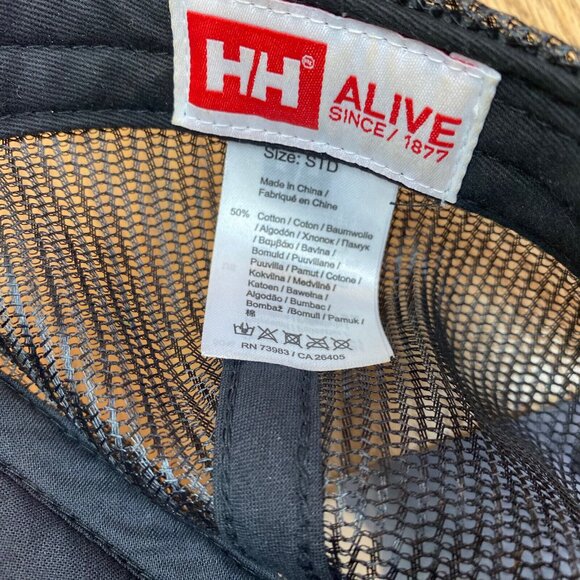 HH®
ALIVE
SINCE / 1877
Size: STD
Made in China /
Fabriqué en Chine
50% Cotton / Coton / Baumwolle
/ Algodón / Хлопок / Памук
/ Βαμβάκι / Bavlna /
Bomuld / Puuvillane /
Puuvilla / Pamut / Cotone /
Kokvilna / Medvilnė /
Katoen / Bawełna /
Algodão / Bumbac /
Bombaž /Bomuli / Pamuk /
棉
RN 73983 / CA 26405